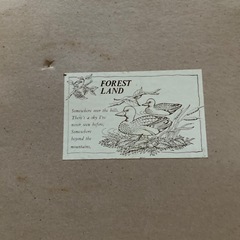 FOREST
LAND
Somewhere over the hills,
There's a sky I've
never seen before,
Somewhere
beyond the
mountains,